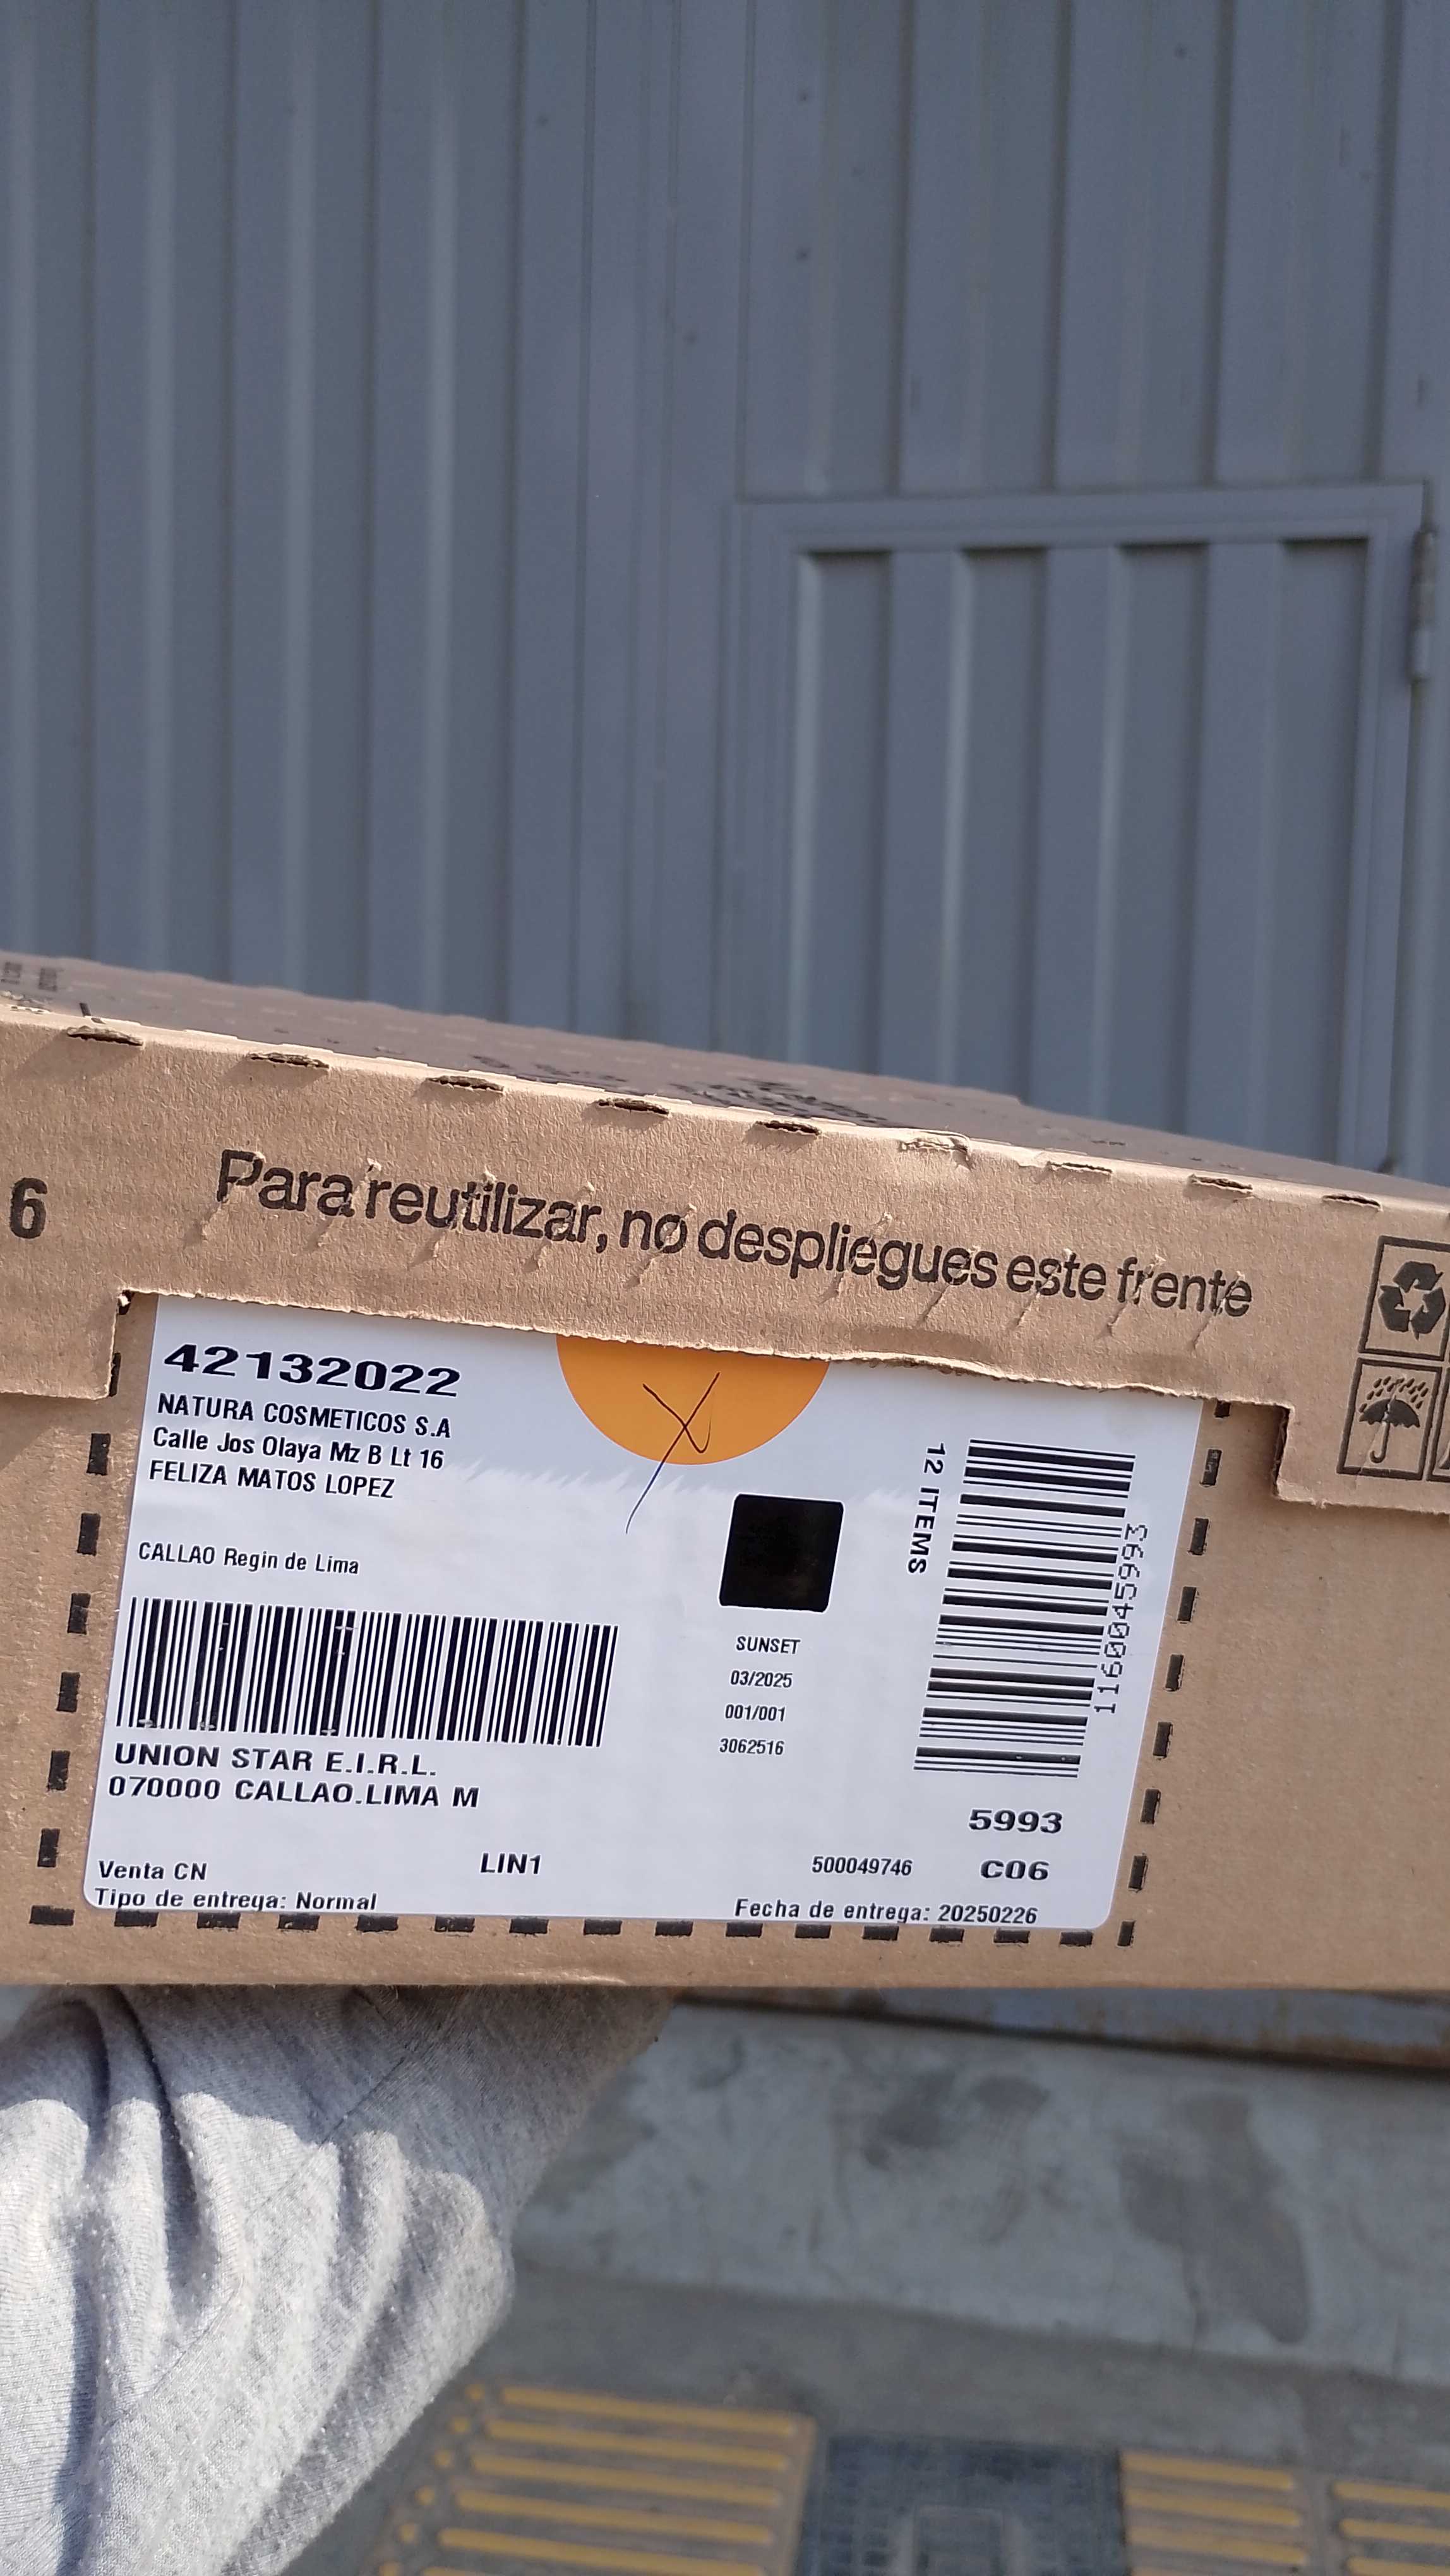 6
Para reutilizar, no despliegues este frente
42132022
NATURA COSMETICOS S.A
Calle Jos Olaya Mz B Lt 16
FELIZA MATOS LOPEZ
CALLAO Regin de Lima
12 ITEMS
1160045993
SUNSET
03/2025
001/001
3062516
UNION STAR E.I.R.L.
070000 CALLAO.LIMA M
5993
Venta CN
LIN1
500049746
C06
Tipo de entrega: Normal
Fecha de entrega: 20250226